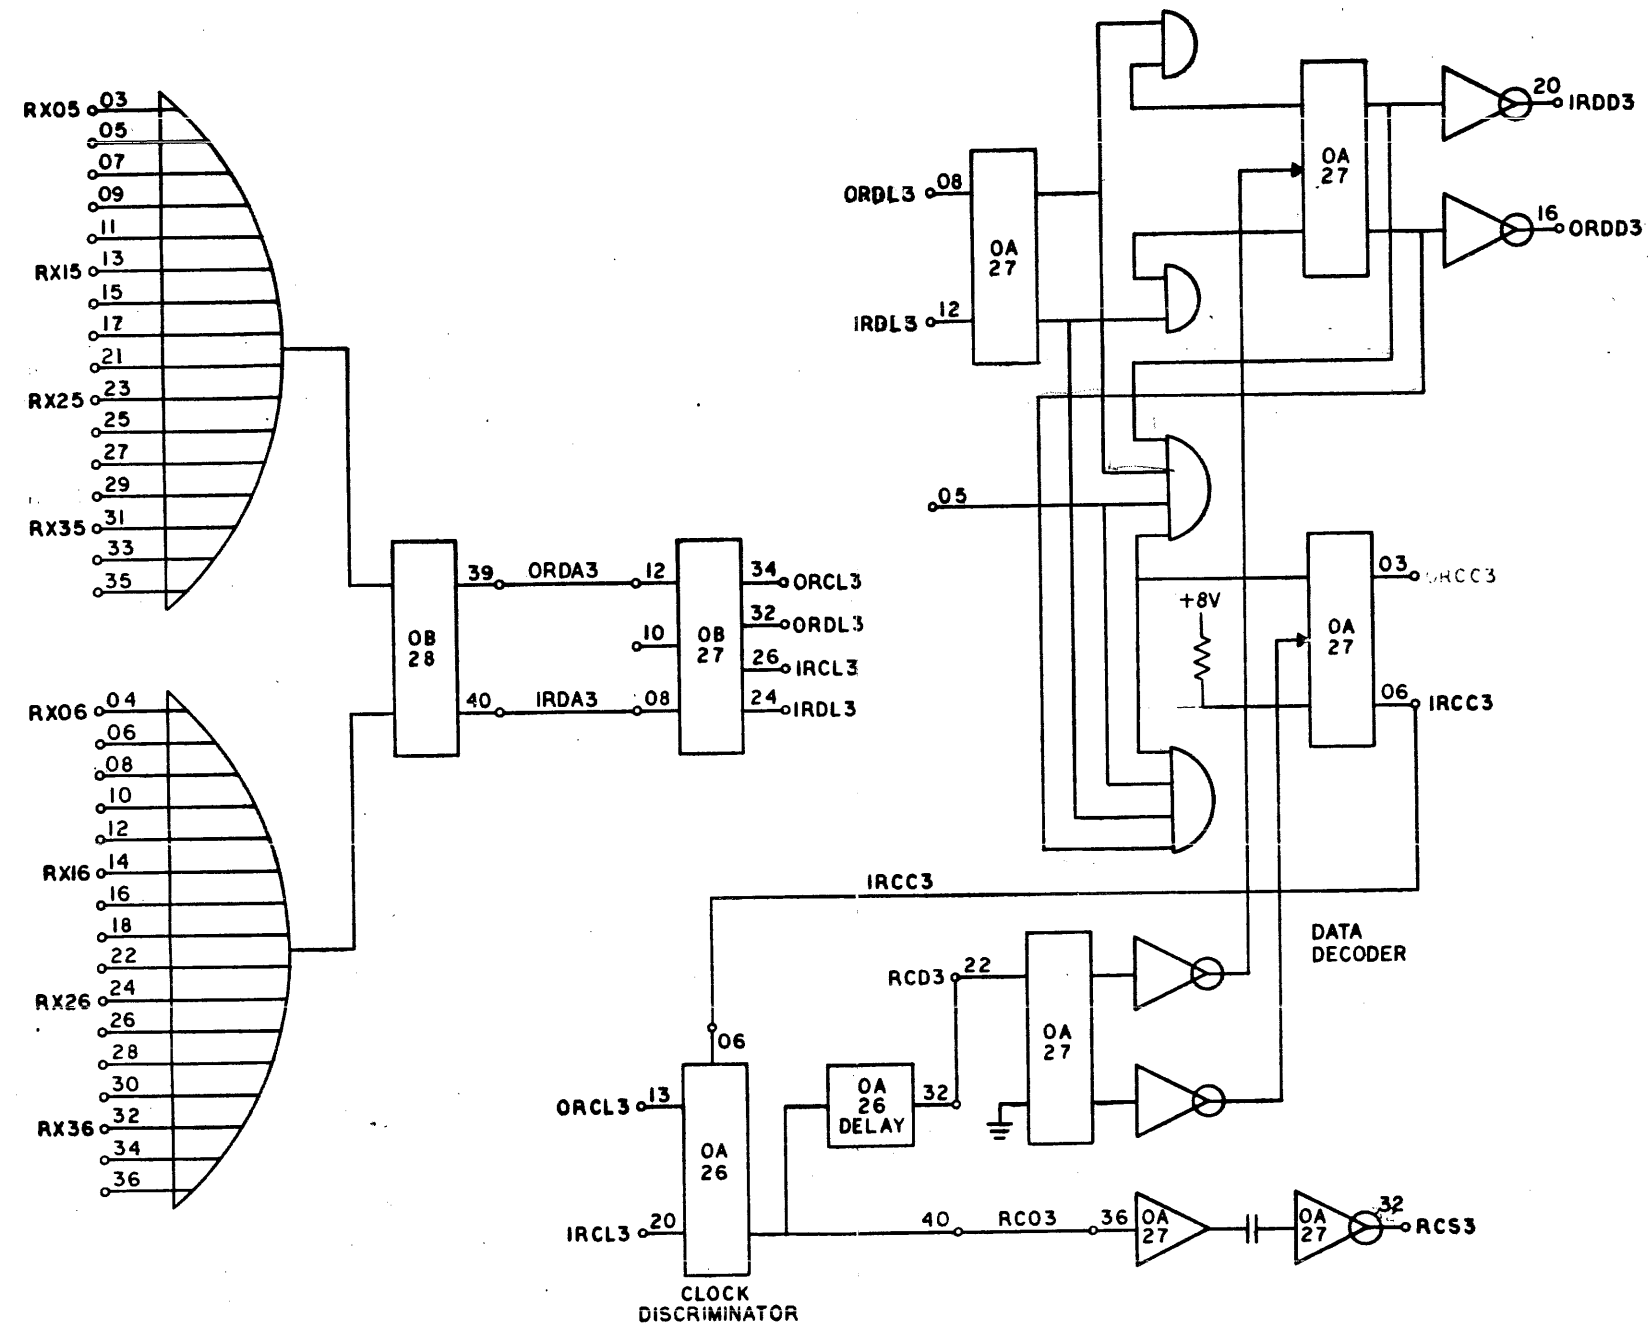 RX05 03
05
07
09
11
RX15 13
15
17
21
RX25 23
25
27
29
RX35 31
33
35
RX06 04
06
08
10
12
RX16 14
16
18
22
RX26 24
26
28
30
RX36 32
34
36
OB
28
39 ORDA3 12
40 IRDA3 08
10
OB
27
34 ORCL3
32 ORDL3
26 IRCL3
24 IRDL3
ORDL3 08
IRDL3 12
OA
27
OA
27
20 IRDD3
16 ORDD3
05
+8V
OA
27
03 ORCC3
06 IRCC3
IRCC3
DATA
DECODER
RCD3 22
06
ORCL3 13
IRCL3 20
OA
26
CLOCK
DISCRIMINATOR
OA
26
DELAY
32
OA
27
40 RCO3 36
OA
27
OA
27
32
RCS3